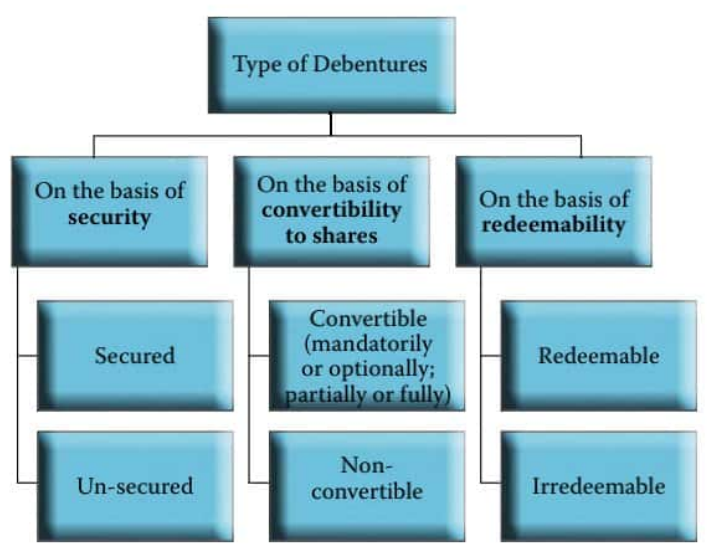 Type of Debentures
On the basis of
security
On the basis of
convertibility
to shares
On the basis of
redeemability
Secured
Convertible
(mandatorily
or optionally;
partially or fully)
Redeemable
Un-secured
Non-
convertible
Irredeemable